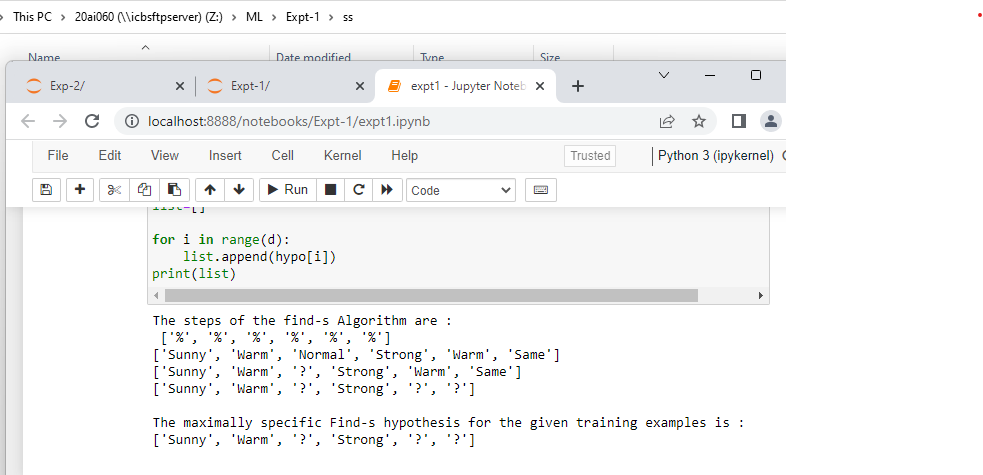 This PC > 20ai060 (\\icbsftpserver) (Z:) > ML > Expt-1 > ss
Name Date modified Type Size
Exp-2/ Expt-1/ expt1 - Jupyter Noteb
localhost:8888/notebooks/Expt-1/expt1.ipynb
File Edit View Insert Cell Kernel Help Trusted Python 3 (ipykernel)
Run Code
list=[]
for i in range(d):
list.append(hypo[i])
print(list)
The steps of the find-s Algorithm are :
['%', '%', '%', '%', '%', '%']
['Sunny', 'Warm', 'Normal', 'Strong', 'Warm', 'Same']
['Sunny', 'Warm', '?', 'Strong', 'Warm', 'Same']
['Sunny', 'Warm', '?', 'Strong', '?', '?']
The maximally specific Find-s hypothesis for the given training examples is :
['Sunny', 'Warm', '?', 'Strong', '?', '?']